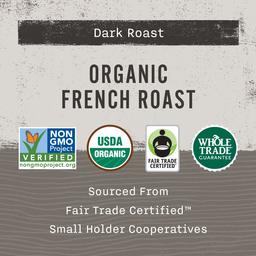 Dark Roast
ORGANIC
FRENCH ROAST
NON
GMO
Project
VERIFIED
nongmoproject.org
USDA
ORGANIC
FAIR TRADE
CERTIFIED
WHOLE
TRADE
GUARANTEE
Sourced From
Fair Trade Certified™
Small Holder Cooperatives